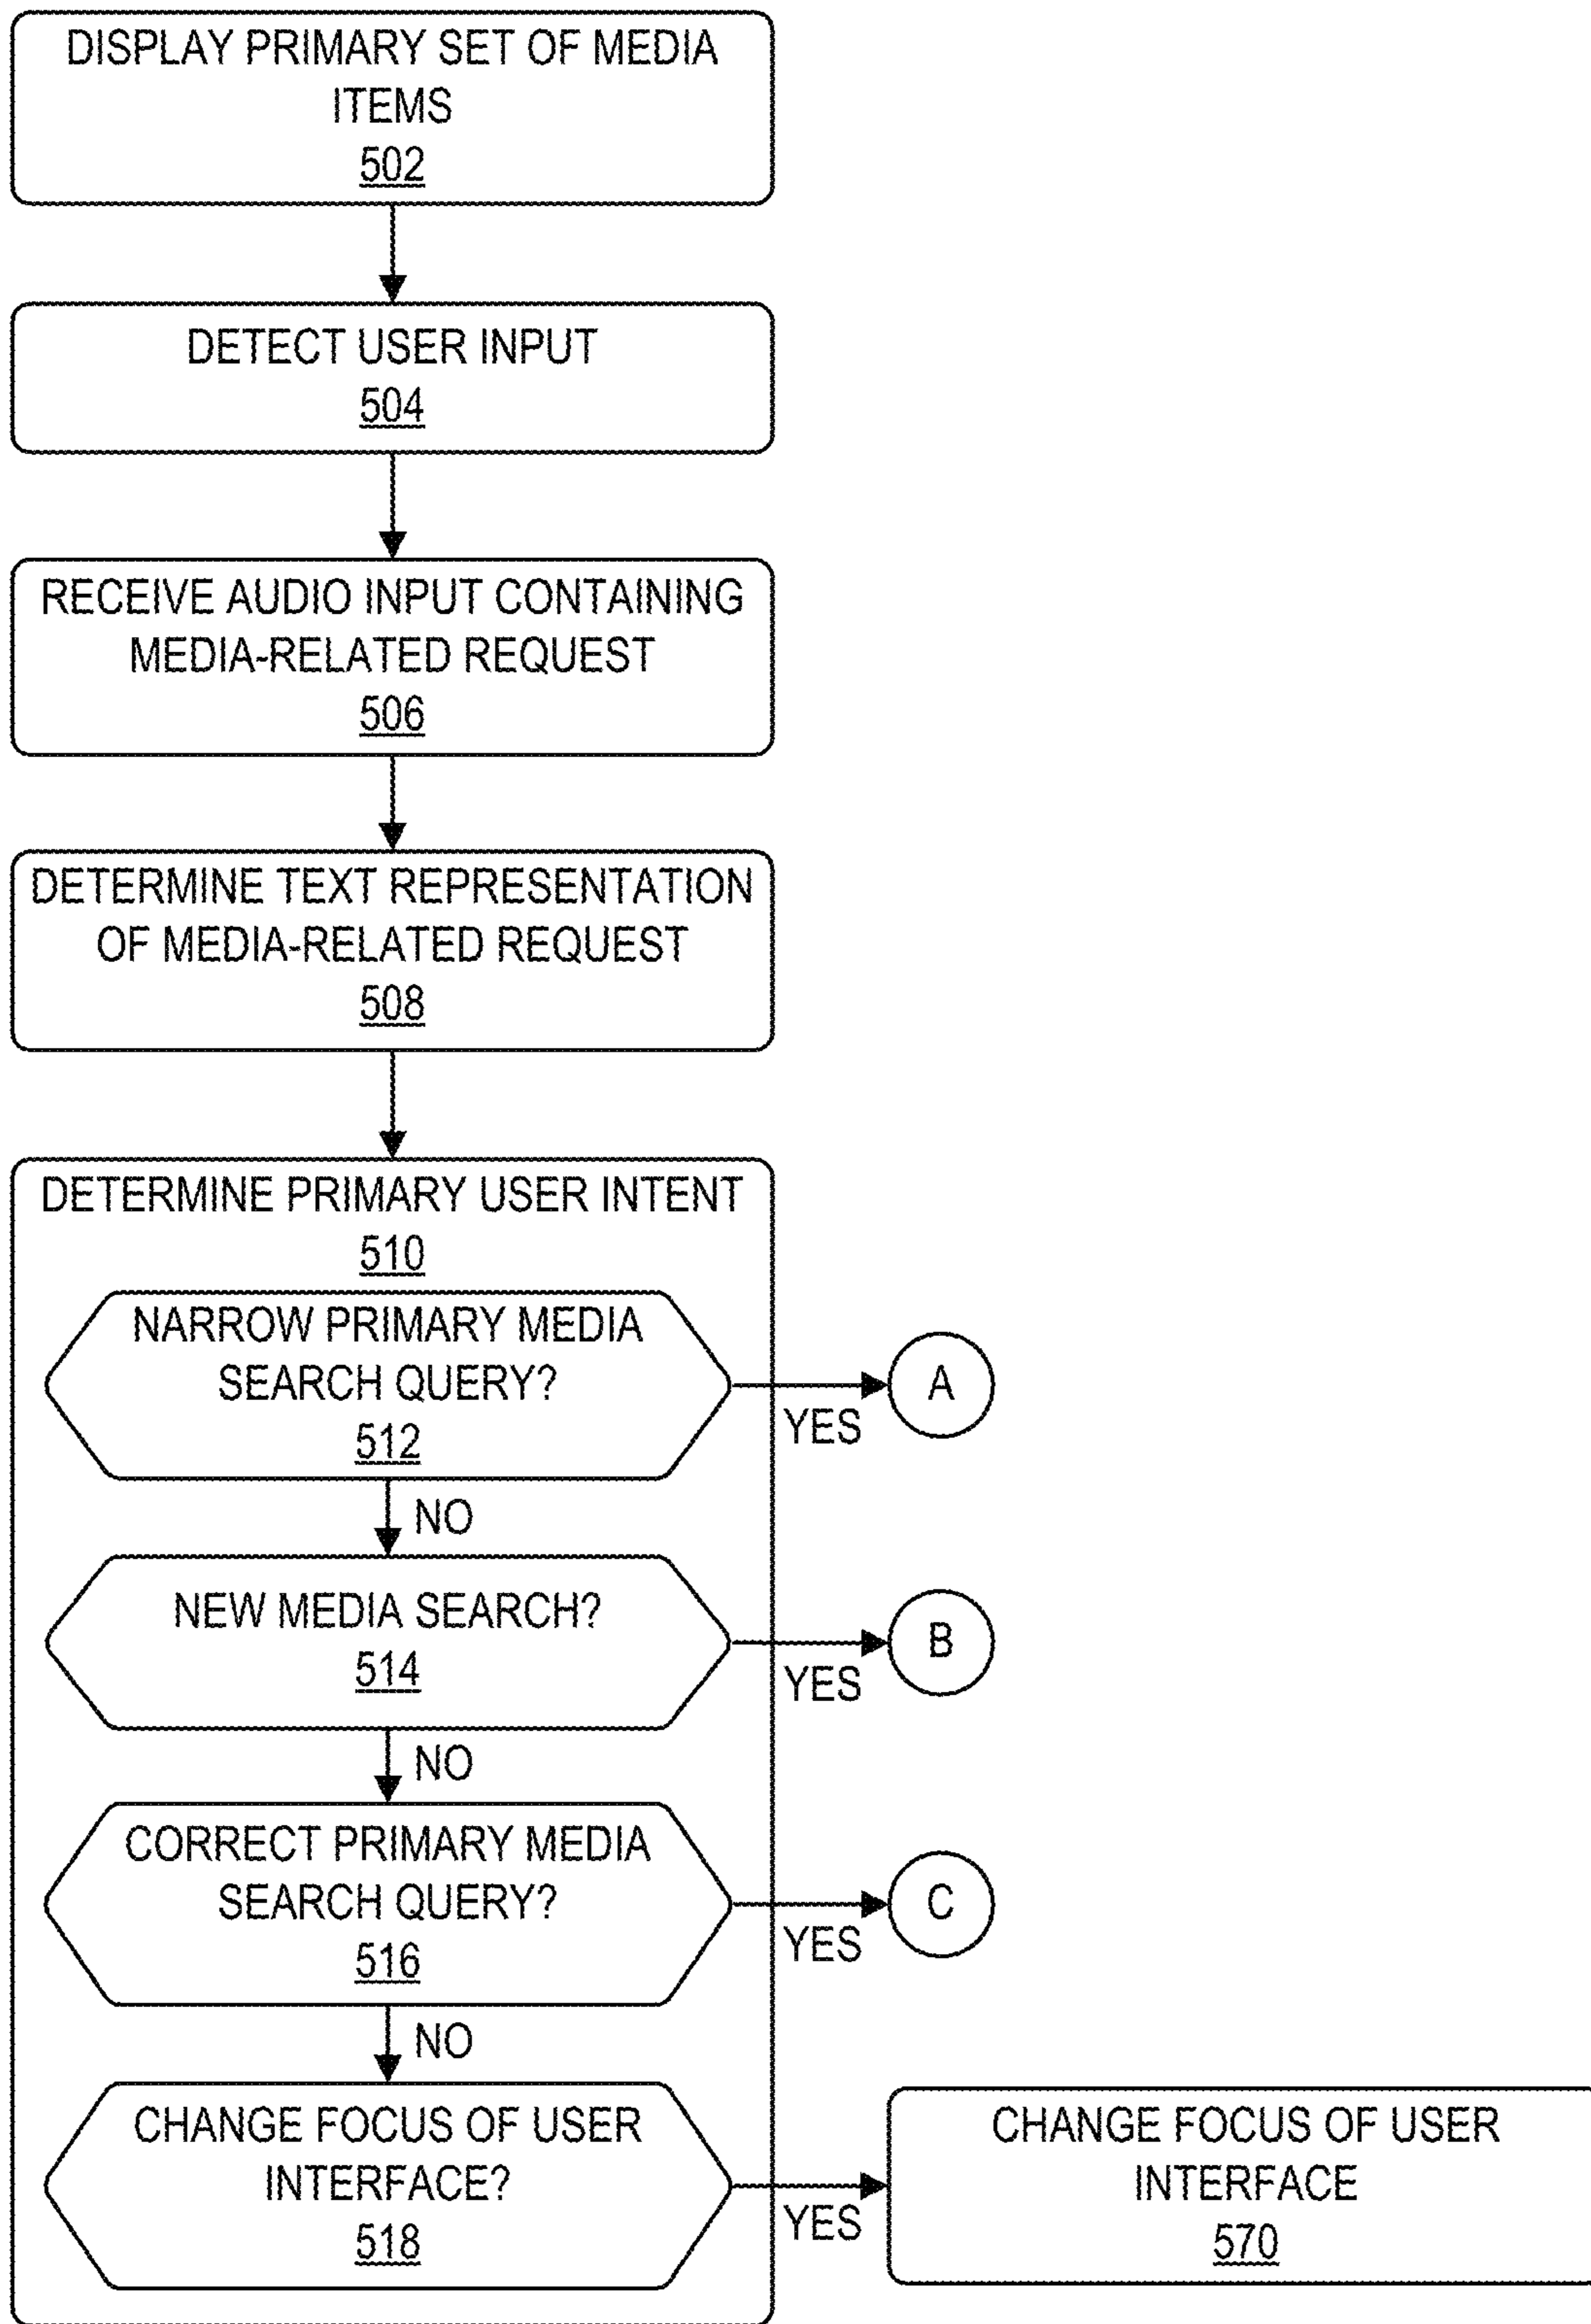 DISPLAY PRIMARY SET OF MEDIA
ITEMS
502
DETECT USER INPUT
504
RECEIVE AUDIO INPUT CONTAINING
MEDIA-RELATED REQUEST
506
DETERMINE TEXT REPRESENTATION
OF MEDIA-RELATED REQUEST
508
DETERMINE PRIMARY USER INTENT
510
NARROW PRIMARY MEDIA
SEARCH QUERY?
512
YES
A
NO
NEW MEDIA SEARCH?
514
YES
B
NO
CORRECT PRIMARY MEDIA
SEARCH QUERY?
516
YES
C
NO
CHANGE FOCUS OF USER
INTERFACE?
518
YES
CHANGE FOCUS OF USER
INTERFACE
570